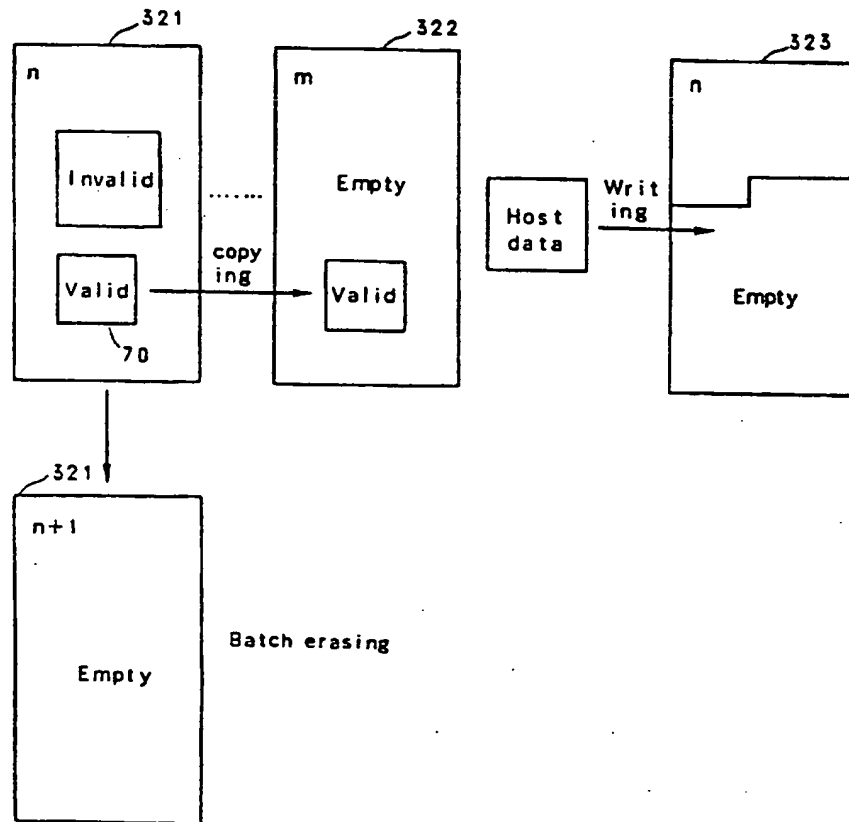 321
322
323
n
m
n
Invalid
.......
Empty
Host
data
Writ
ing
copy
ing
Valid
Valid
Empty
70
321
n+1
Batch erasing
Empty